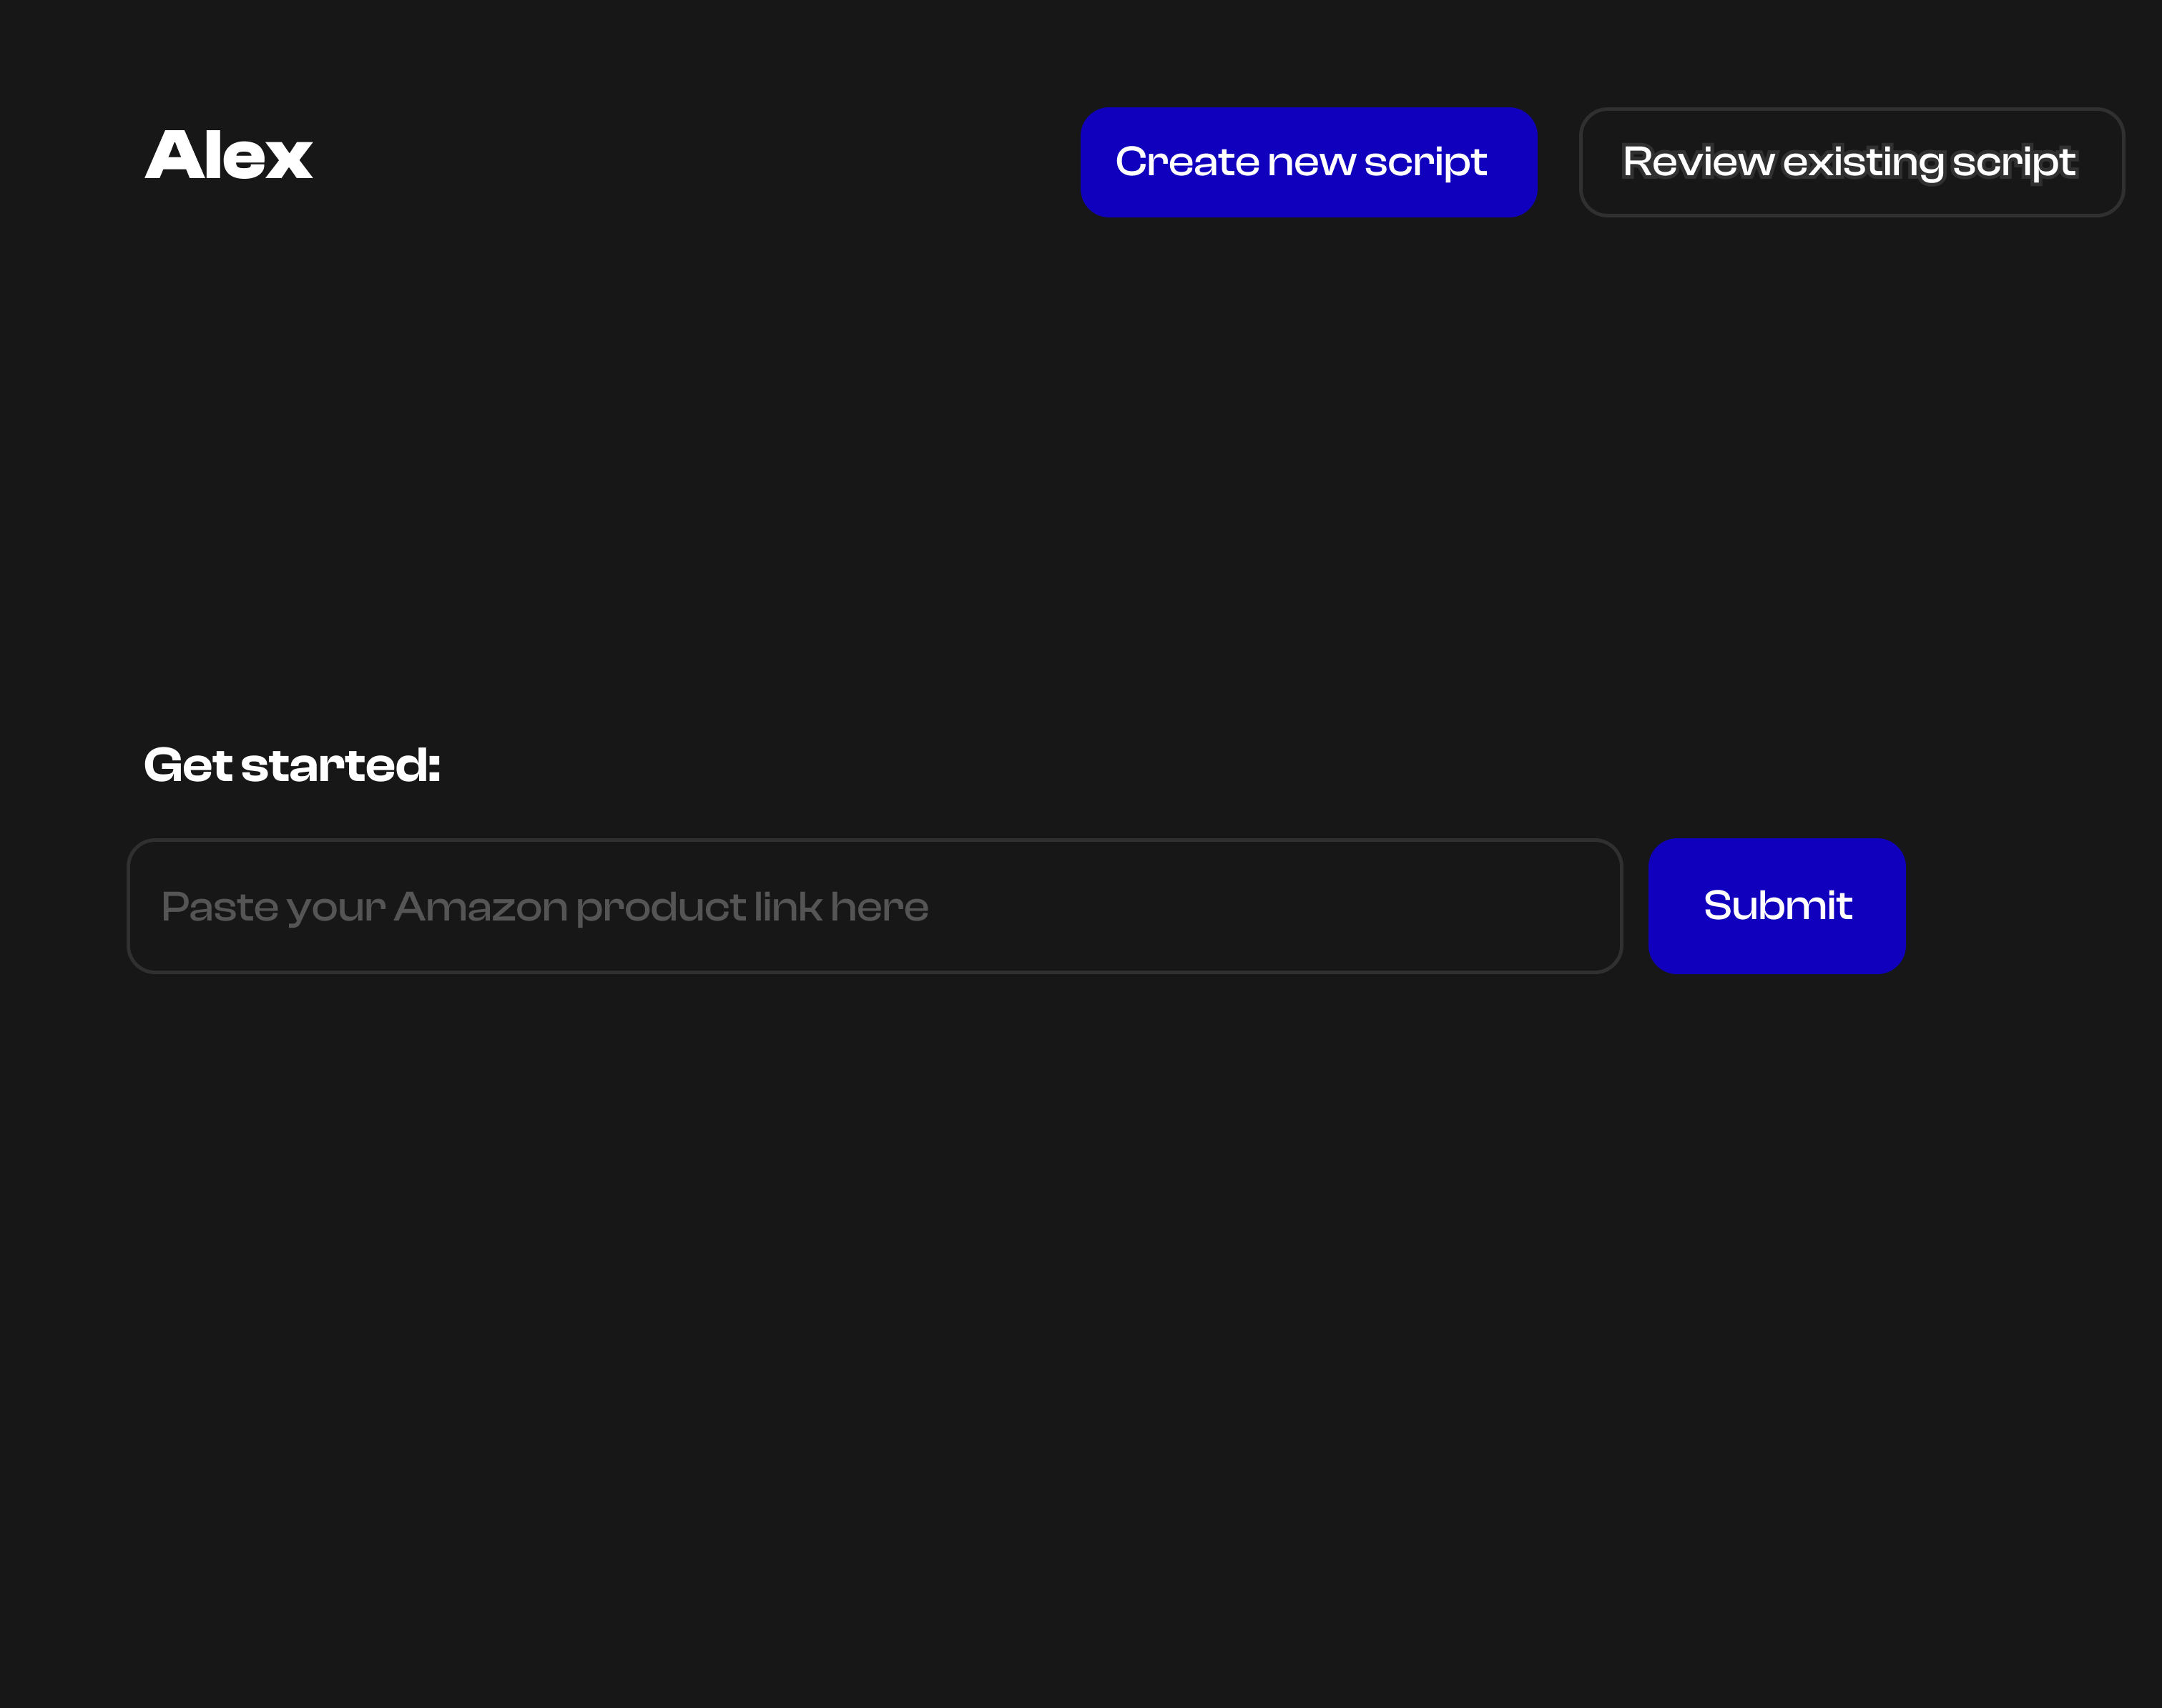 Alex
Create new script
Review existing script
Get started:
Paste your Amazon product link here
Submit